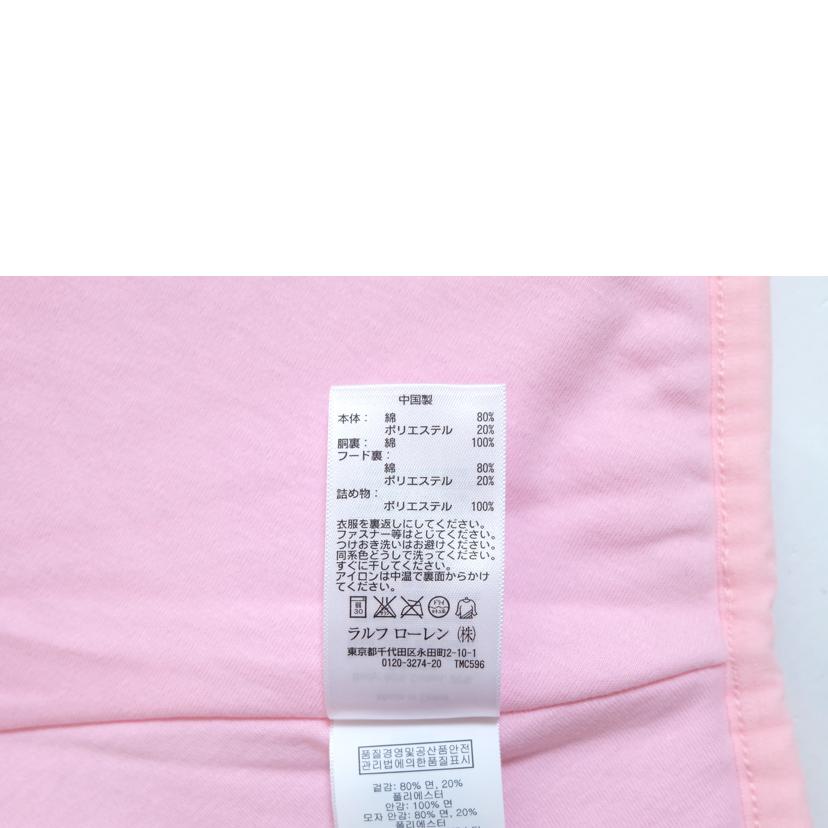 中国製
本体： 綿 80%
ポリエステル 20%
胴裏： 綿 100%
フード裏：
綿 80%
ポリエステル 20%
詰め物：
ポリエステル 100%
衣服を裏返しにしてください。
ファスナー等はとじてください。
つけおき洗いはお避けください。
同系色どうしで洗ってください。
すぐに干してください。
アイロンは中温で裏面からかけ
てください。
弱 30 ドライ
ラルフ ローレン（株）
東京都千代田区永田町2-10-1
0120-3274-20 TMC596
품질경영및공산품안전
관리법에의한품질표시
겉감: 80% 면, 20%
폴리에스터
안감: 100% 면
모자 안감: 80% 면, 20%
폴리에스터